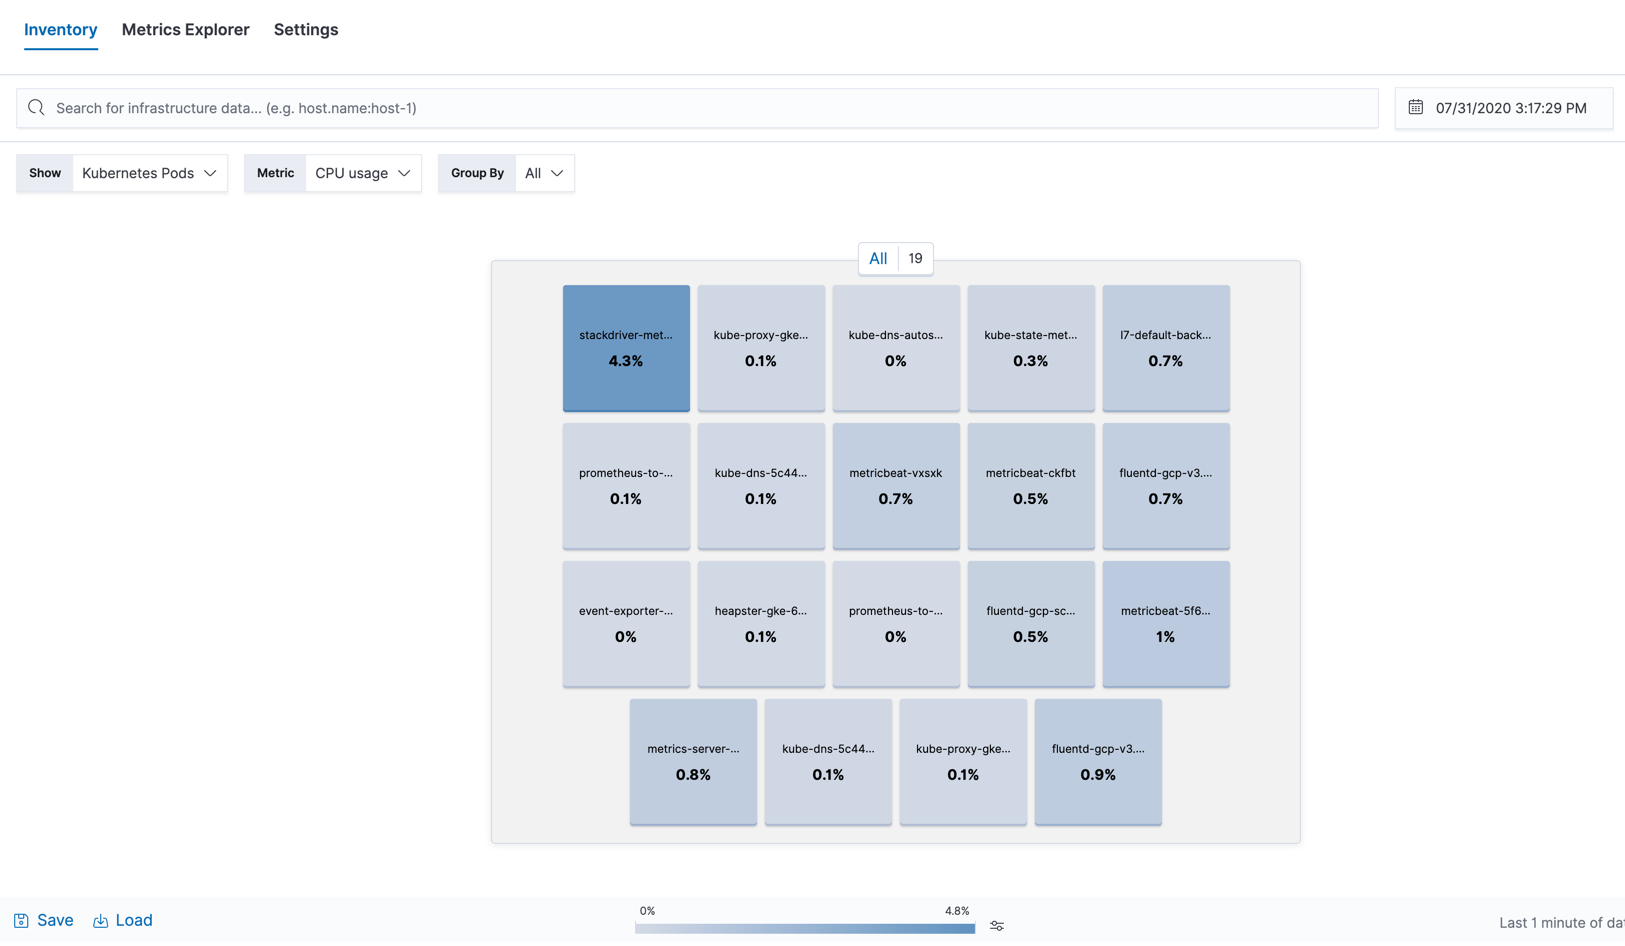 Inventory Metrics Explorer Settings
Search for infrastructure data... (e.g. host.name:host-1) 07/31/2020 3:17:29 PM
Show Kubernetes Pods Metric CPU usage Group By All
All 19
stackdriver-met... kube-proxy-gke... kube-dns-autos... kube-state-met... l7-default-back...
4.3% 0.1% 0% 0.3% 0.7%
prometheus-to-... kube-dns-5c44... metricbeat-vxsxk metricbeat-ckfbt fluentd-gcp-v3....
0.1% 0.1% 0.7% 0.5% 0.7%
event-exporter-... heapster-gke-6... prometheus-to-... fluentd-gcp-sc... metricbeat-5f6...
0% 0.1% 0% 0.5% 1%
metrics-server-... kube-dns-5c44... kube-proxy-gke... fluentd-gcp-v3....
0.8% 0.1% 0.1% 0.9%
0% 4.8%
Save Load Last 1 minute of da